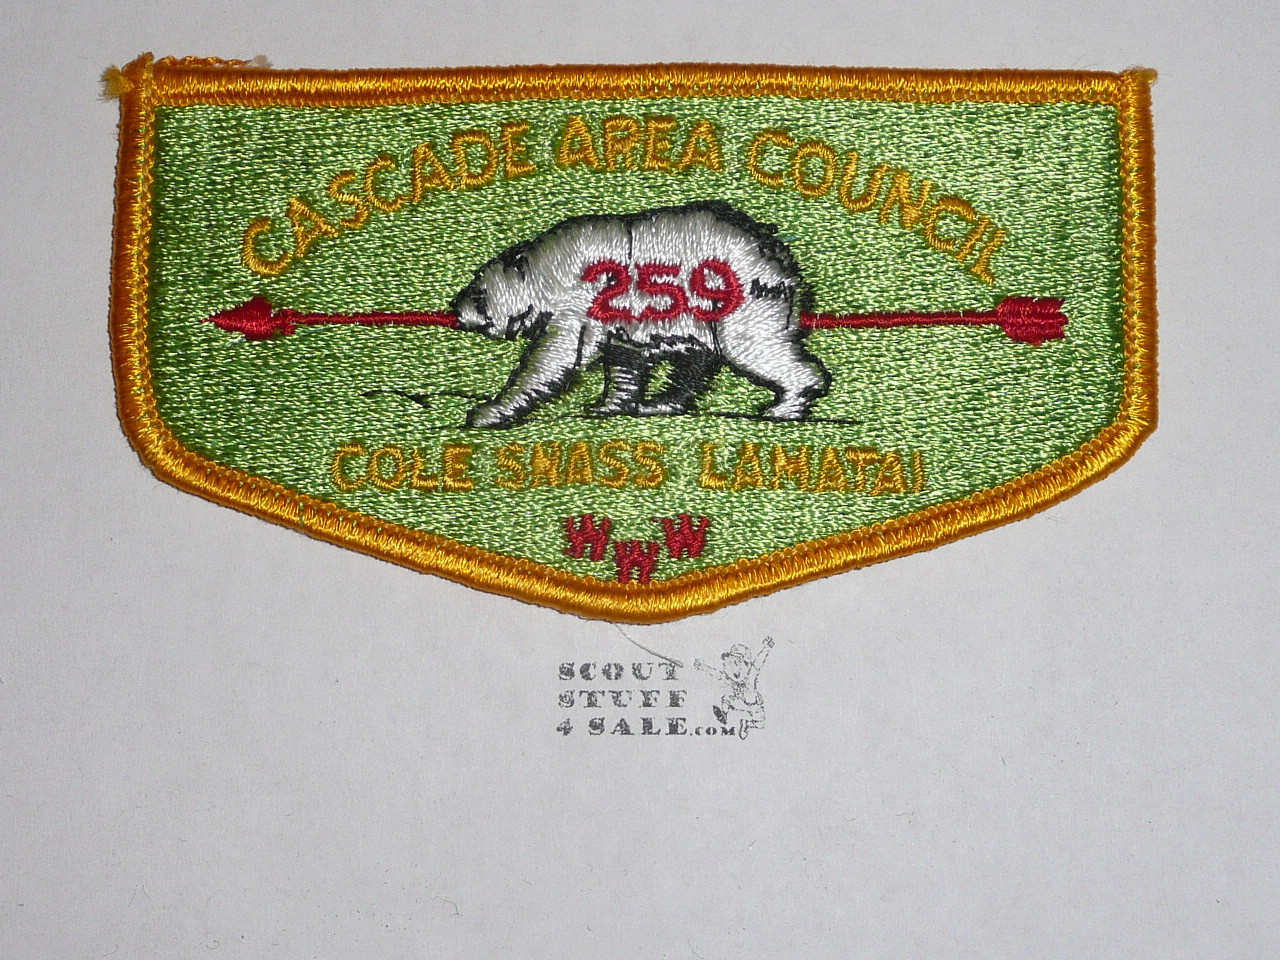 CASCADE AREA COUNCIL
259
COLE SNASS LAMATAI
WWW
SCOUT
STUFF
4 SALE.COM